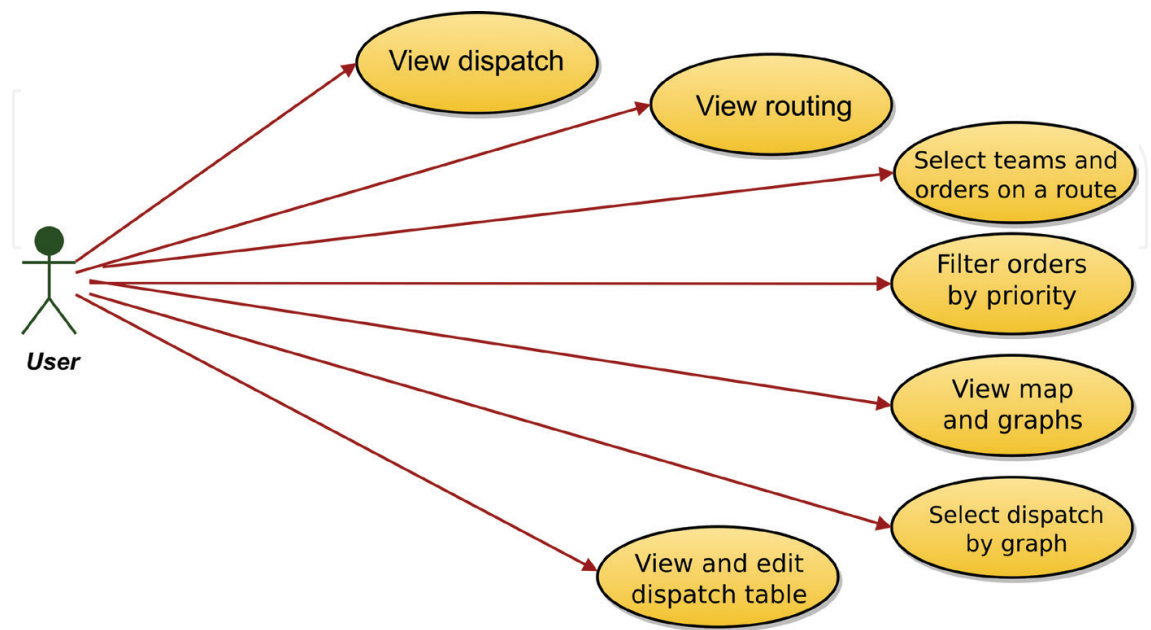 View dispatch
View routing
Select teams and
orders on a route
Filter orders
by priority
User
View map
and graphs
Select dispatch
by graph
View and edit
dispatch table